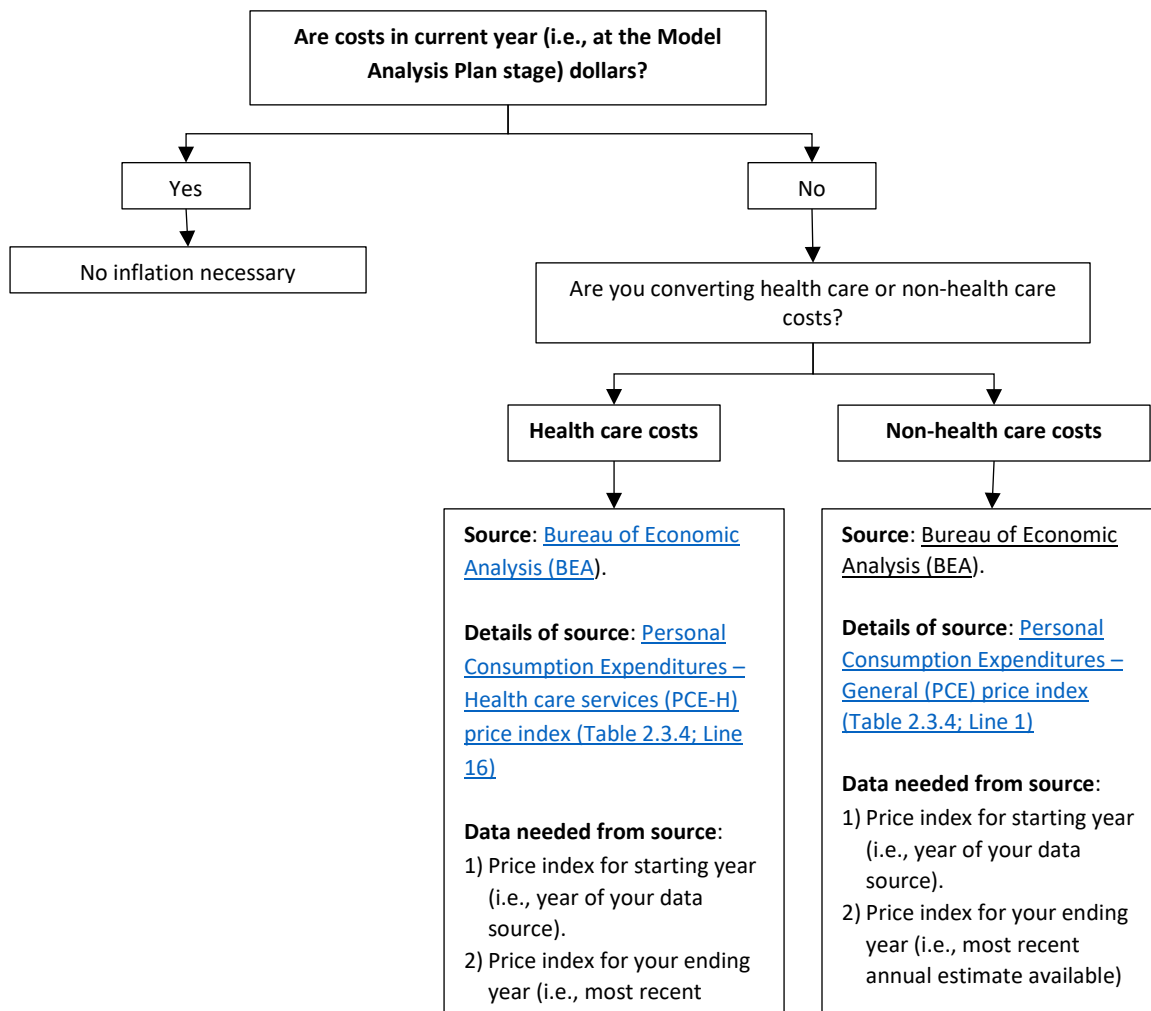 Are costs in current year (i.e., at the Model
Analysis Plan stage) dollars?
Yes
No
No inflation necessary
Are you converting health care or non-health care
costs?
Health care costs
Non-health care costs
Source: Bureau of Economic
Analysis (BEA).
Details of source: Personal
Consumption Expenditures –
Health care services (PCE-H)
price index (Table 2.3.4; Line
16)
Data needed from source:
1) Price index for starting year
(i.e., year of your data
source).
2) Price index for your ending
year (i.e., most recent
Source: Bureau of Economic
Analysis (BEA).
Details of source: Personal
Consumption Expenditures –
General (PCE) price index
(Table 2.3.4; Line 1)
Data needed from source:
1) Price index for starting year
(i.e., year of your data
source).
2) Price index for your ending
year (i.e., most recent
annual estimate available)